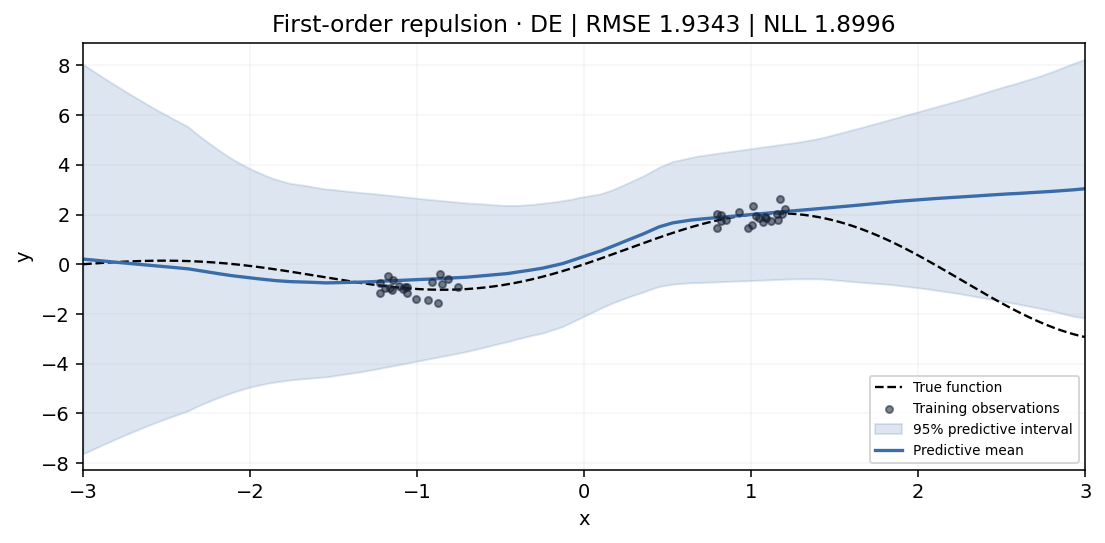 First-order repulsion · DE | RMSE 1.9343 | NLL 1.8996
8
6
4
2
0
−2
−4
−6
−8
y
−3
−2
−1
0
1
2
3
x
True function
Training observations
95% predictive interval
Predictive mean